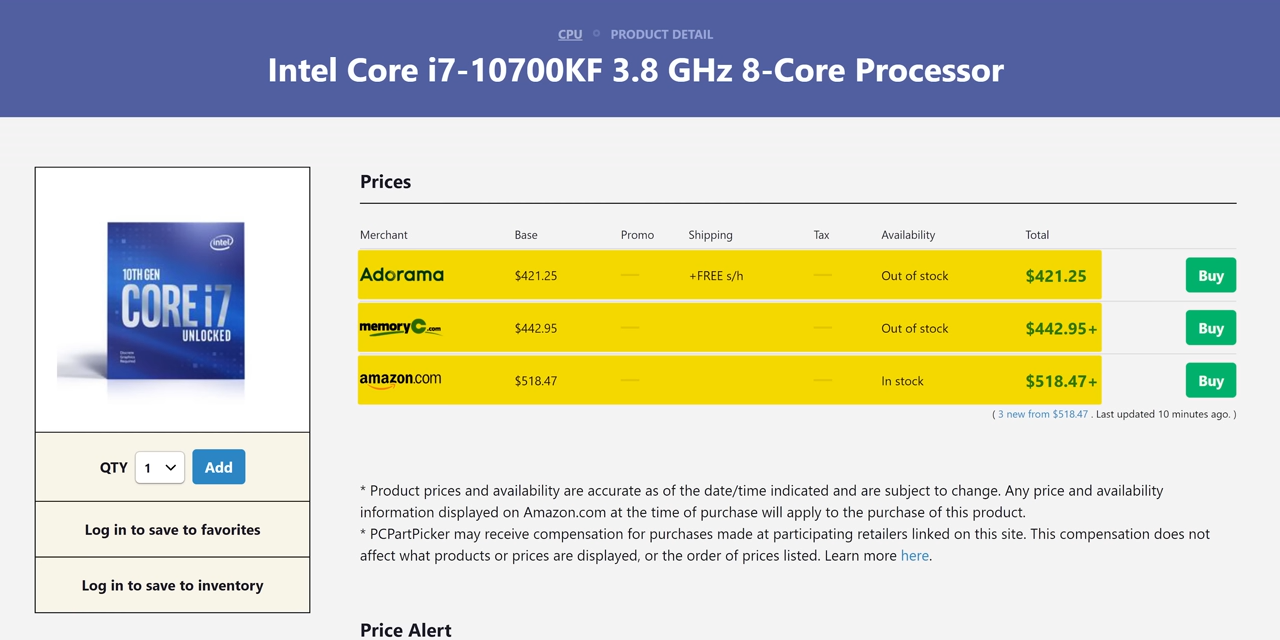 CPU PRODUCT DETAIL
Intel Core i7-10700KF 3.8 GHz 8-Core Processor
intel
10TH GEN
CORE i7
UNLOCKED
Discrete
Graphics
Required
QTY 1 Add
Log in to save to favorites
Log in to save to inventory
Prices
Merchant Base Promo Shipping Tax Availability Total
Adorama $421.25 — +FREE s/h — Out of stock $421.25 Buy
memoryC.com $442.95 — — Out of stock $442.95+ Buy
amazon.com $518.47 — — In stock $518.47+ Buy
( 3 new from $518.47 . Last updated 10 minutes ago. )
* Product prices and availability are accurate as of the date/time indicated and are subject to change. Any price and availability
information displayed on Amazon.com at the time of purchase will apply to the purchase of this product.
* PCPartPicker may receive compensation for purchases made at participating retailers linked on this site. This compensation does not
affect what products or prices are displayed, or the order of prices listed. Learn more here.
Price Alert